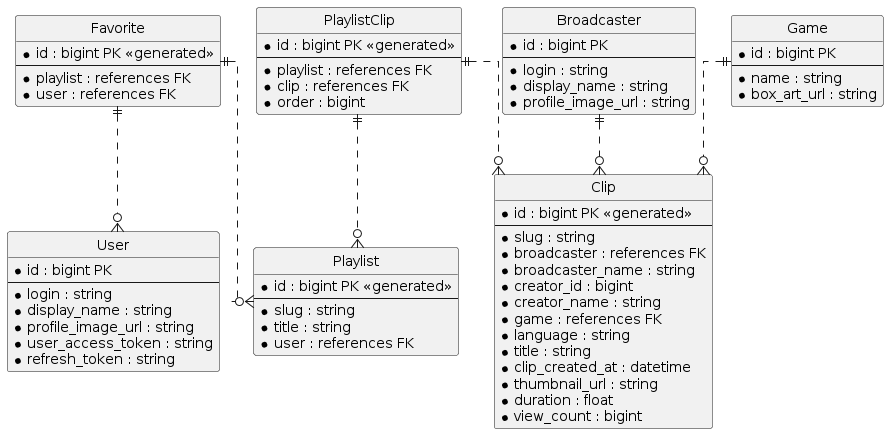 Favorite
id : bigint PK «generated»
playlist : references FK
user : references FK
PlaylistClip
id : bigint PK «generated»
playlist : references FK
clip : references FK
order : bigint
Broadcaster
id : bigint PK
login : string
display_name : string
profile_image_url : string
Game
id : bigint PK
name : string
box_art_url : string
User
id : bigint PK
login : string
display_name : string
profile_image_url : string
user_access_token : string
refresh_token : string
Playlist
id : bigint PK «generated»
slug : string
title : string
user : references FK
Clip
id : bigint PK «generated»
slug : string
broadcaster : references FK
broadcaster_name : string
creator_id : bigint
creator_name : string
game : references FK
language : string
title : string
clip_created_at : datetime
thumbnail_url : string
duration : float
view_count : bigint